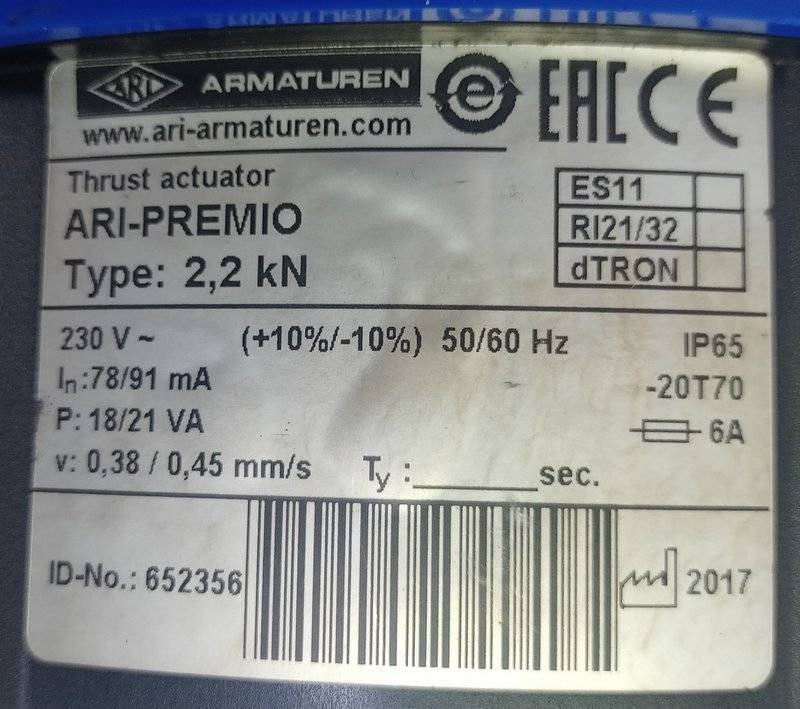 ARI ARMATUREN
www.ari-armaturen.com
e EAC CE
Thrust actuator
ARI-PREMIO
Type: 2,2 kN
ES11
RI21/32
dTRON
230 V ~ (+10%/-10%) 50/60 Hz IP65
In:78/91 mA -20T70
P: 18/21 VA 6A
v: 0,38 / 0,45 mm/s Ty :______sec.
ID-No.: 652356 2017